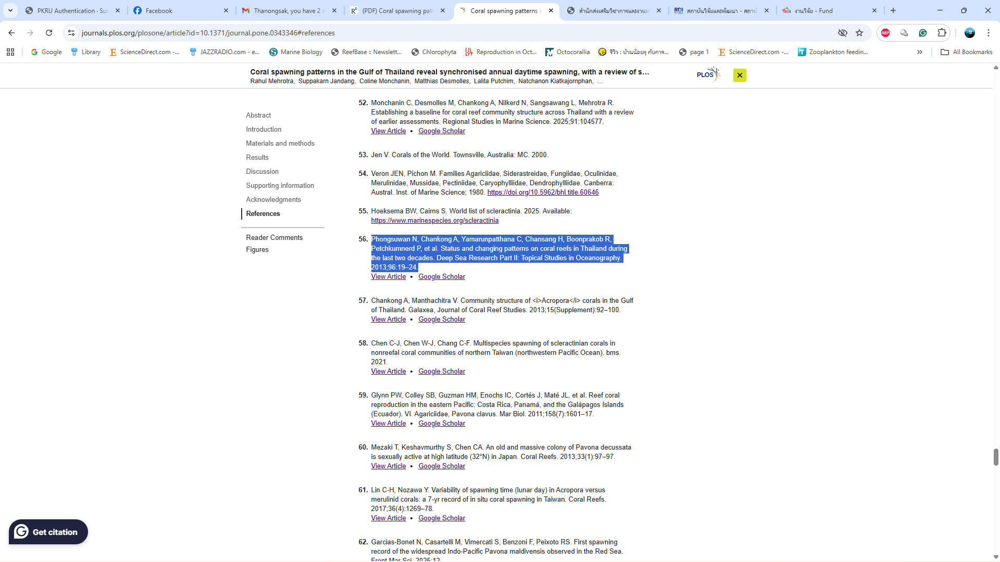 PKRU Authentication · Suc
Facebook
Thanongsak, you have 2 n
(PDF) Coral spawning pat
Coral spawning patterns i
สำนักส่งเสริมวิชาการและงานท
สถาบันวิจัยและพัฒนา - สถาบั
งานวิจัย - Fund
journals.plos.org/plosone/article?id=10.1371/journal.pone.0343346#references
ABP
Google
Library
ScienceDirect.com -...
JAZZRADIO.com - e...
Marine Biology
ReefBase :: Newslett...
Chlorophyta
Reproduction in Oct...
Octocorallia
รีวิว : บ้านน้อยๆ กับการ...
page 1
ScienceDirect.com -...
Zooplankton feedin...
All Bookmarks
Coral spawning patterns in the Gulf of Thailand reveal synchronised annual daytime spawning, with a review of s...
Rahul Mehrotra, Suppakarn Jandang, Coline Monchanin, Matthias Desmolles, Lalita Putchim, Natchanon Kiatkajornphan, ...
PLOS
Abstract
Introduction
Materials and methods
Results
Discussion
Supporting information
Acknowledgments
References
Reader Comments
Figures
52. Monchanin C, Desmolles M, Chankong A, Nilkerd N, Sangsawang L, Mehrotra R.
Establishing a baseline for coral reef community structure across Thailand with a review
of earlier assessments. Regional Studies in Marine Science. 2025;91:104577.
View Article • Google Scholar
53. Jen V. Corals of the World. Townsville, Australia: MC. 2000.
54. Veron JEN, Pichon M. Families Agariciidae, Siderastreidae, Fungiidae, Oculinidae,
Merulinidae, Mussidae, Pectiniidae, Caryophylliidae, Dendrophylliidae. Canberra:
Austral. Inst. of Marine Science; 1980. https://doi.org/10.5962/bhl.title.60646
55. Hoeksema BW, Cairns S. World list of scleractinia. 2025. Available:
https://www.marinespecies.org/scleractinia
56. Phongsuwan N, Chankong A, Yamarunpatthana C, Chansang H, Boonprakob R,
Petchkumnerd P, et al. Status and changing patterns on coral reefs in Thailand during
the last two decades. Deep Sea Research Part II: Topical Studies in Oceanography.
2013;96:19–24.
View Article • Google Scholar
57. Chankong A, Manthachitra V. Community structure of <i>Acropora</i> corals in the Gulf
of Thailand. Galaxea, Journal of Coral Reef Studies. 2013;15(Supplement):92–100.
View Article • Google Scholar
58. Chen C-J, Chen W-J, Chang C-F. Multispecies spawning of scleractinian corals in
nonreefal coral communities of northern Taiwan (northwestern Pacific Ocean). bms.
2021.
View Article • Google Scholar
59. Glynn PW, Colley SB, Guzman HM, Enochs IC, Cortés J, Maté JL, et al. Reef coral
reproduction in the eastern Pacific: Costa Rica, Panamá, and the Galápagos Islands
(Ecuador). VI. Agariciidae, Pavona clavus. Mar Biol. 2011;158(7):1601–17.
View Article • Google Scholar
60. Mezaki T, Keshavmurthy S, Chen CA. An old and massive colony of Pavona decussata
is sexually active at high latitude (32°N) in Japan. Coral Reefs. 2013;33(1):97–97.
View Article • Google Scholar
61. Lin C-H, Nozawa Y. Variability of spawning time (lunar day) in Acropora versus
merulinid corals: a 7-yr record of in situ coral spawning in Taiwan. Coral Reefs.
2017;36(4):1269–78.
View Article • Google Scholar
62. Garcias-Bonet N, Casartelli M, Vimercati S, Benzoni F, Peixoto RS. First spawning
record of the widespread Indo-Pacific Pavona maldivensis observed in the Red Sea.
Front Mar Sci. 2025;12.
Get citation